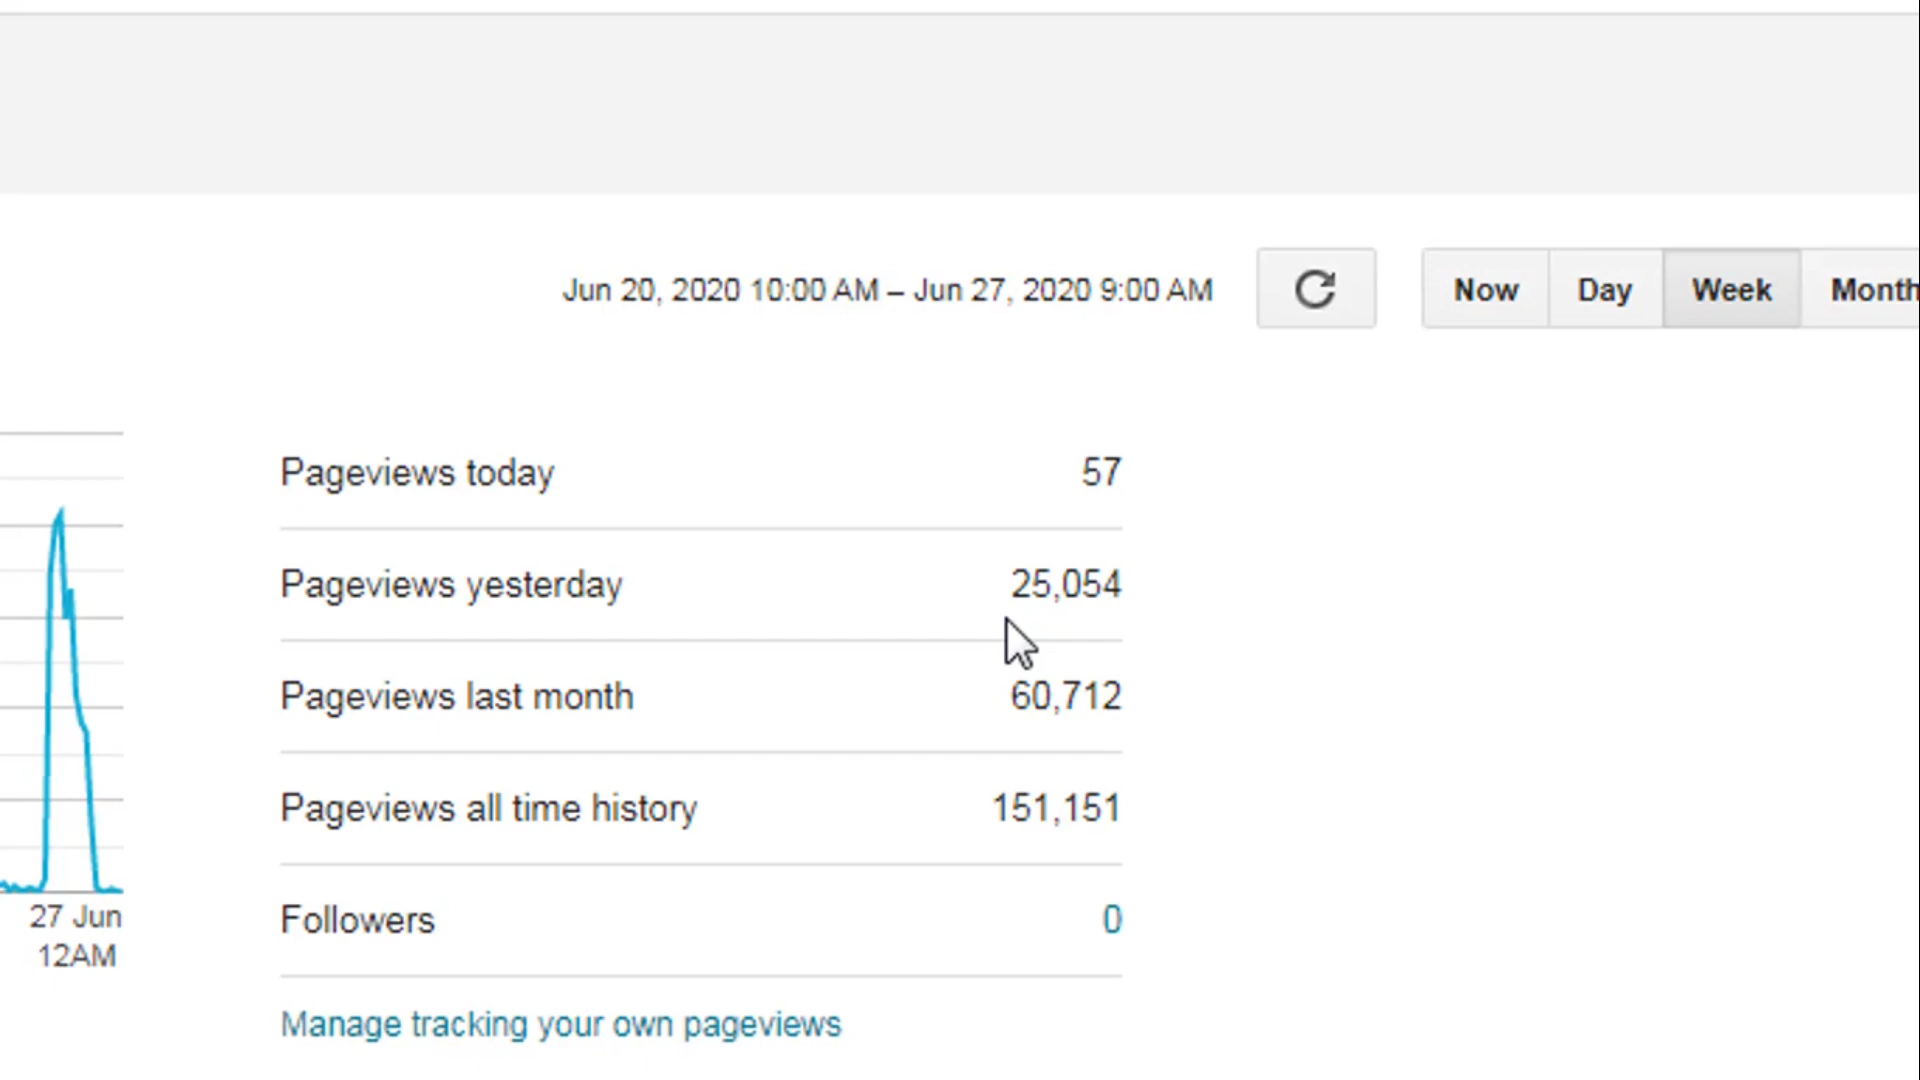 Jun 20, 2020 10:00 AM – Jun 27, 2020 9:00 AM
Now Day Week Month
Pageviews today 57
Pageviews yesterday 25,054
Pageviews last month 60,712
Pageviews all time history 151,151
Followers 0
Manage tracking your own pageviews
27 Jun
12AM